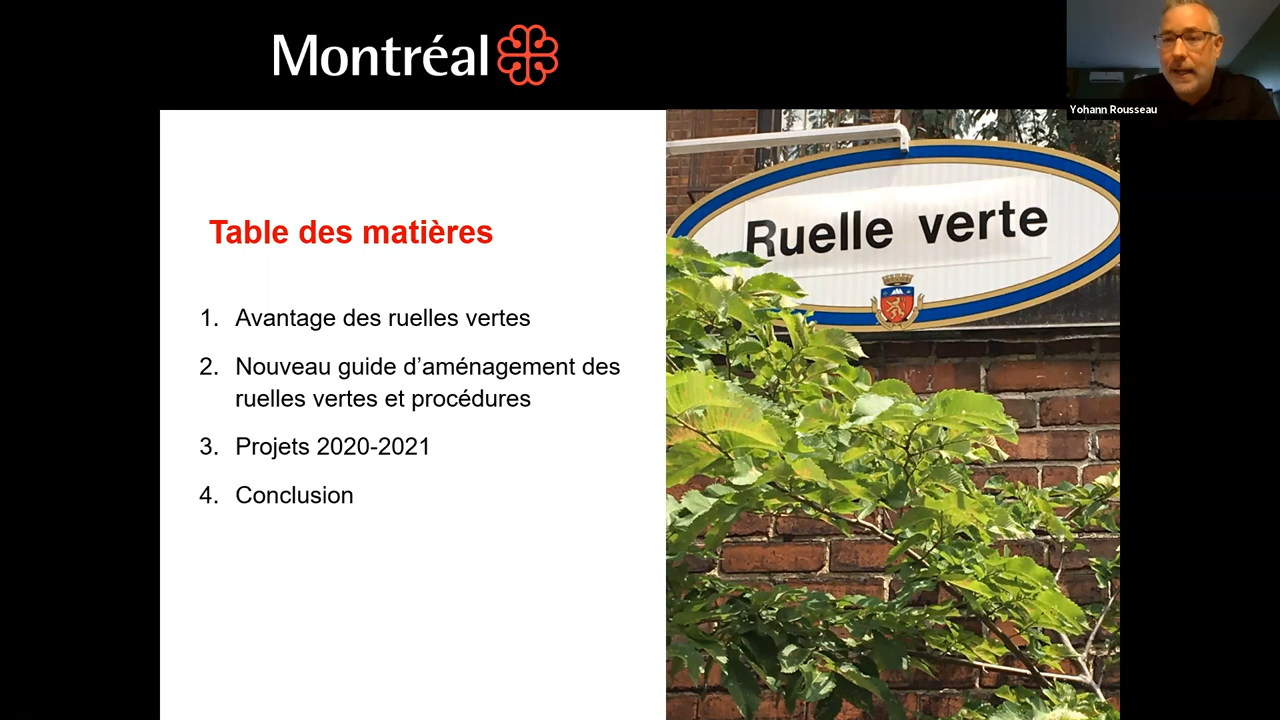 Montréal
Yohann Rousseau
Table des matières
1. Avantage des ruelles vertes
2. Nouveau guide d’aménagement des
ruelles vertes et procédures
3. Projets 2020-2021
4. Conclusion
Ruelle verte